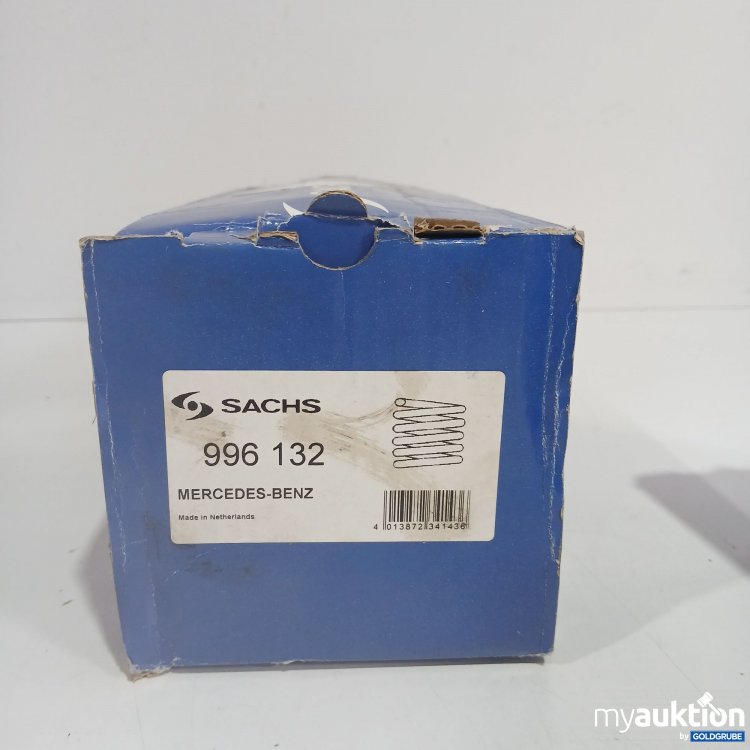 SACHS
996 132
MERCEDES-BENZ
Made in Netherlands
4 013872 341436
myauktion
by GOLDGRUBE